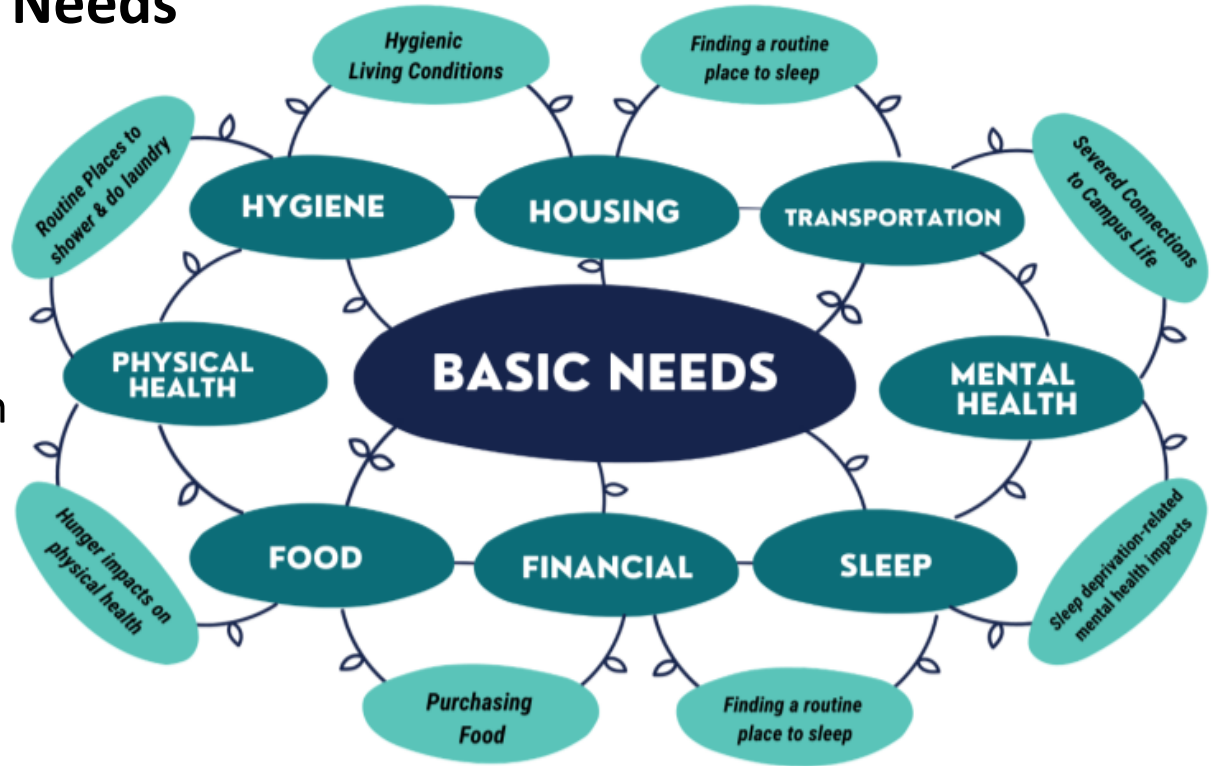 Needs
Hygienic
Living Conditions
Finding a routine
place to sleep
Routine Places to
shower & do laundry
Severed Connections
to Campus Life
HYGIENE
HOUSING
TRANSPORTATION
PHYSICAL
HEALTH
BASIC NEEDS
MENTAL
HEALTH
n
Hunger impacts on
physical health
FOOD
FINANCIAL
SLEEP
Sleep deprivation-related
mental health impacts
Purchasing
Food
Finding a routine
place to sleep